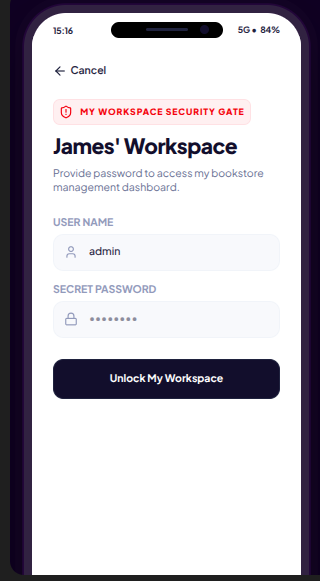 15:16
5G 84%
← Cancel
MY WORKSPACE SECURITY GATE
James' Workspace
Provide password to access my bookstore
management dashboard.
USER NAME
admin
SECRET PASSWORD
••••••••
Unlock My Workspace